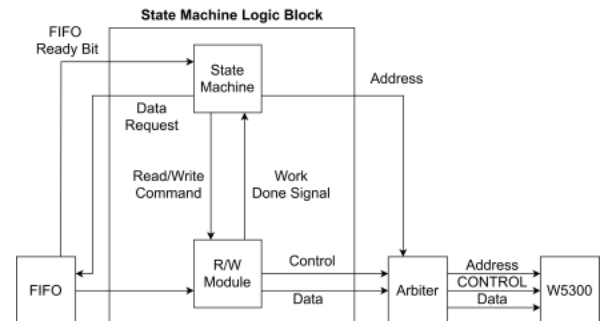 State Machine Logic Block
FIFO
Ready Bit
State
Machine
Address
Data
Request
Read/Write
Command
Work
Done Signal
FIFO
R/W
Module
Control
Data
Arbiter
Address
CONTROL
Data
W5300